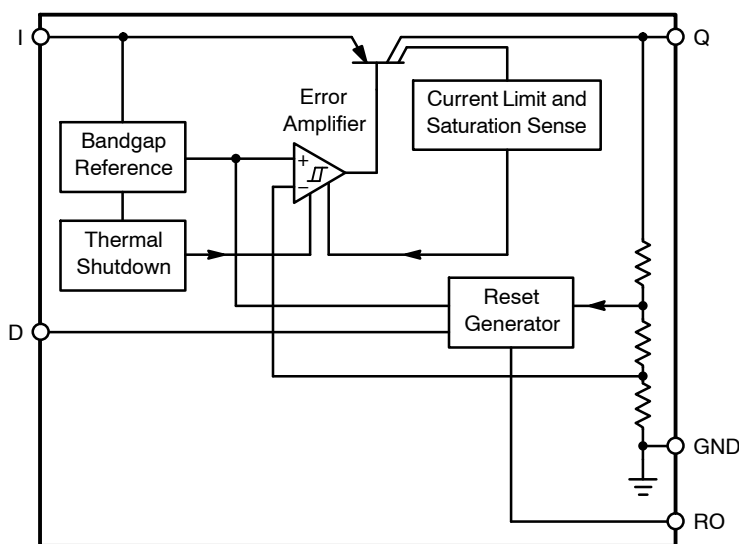 I
Q
Error
Amplifier
Current Limit and
Saturation Sense
Bandgap
Reference
+
−
Thermal
Shutdown
Reset
Generator
D
GND
RO